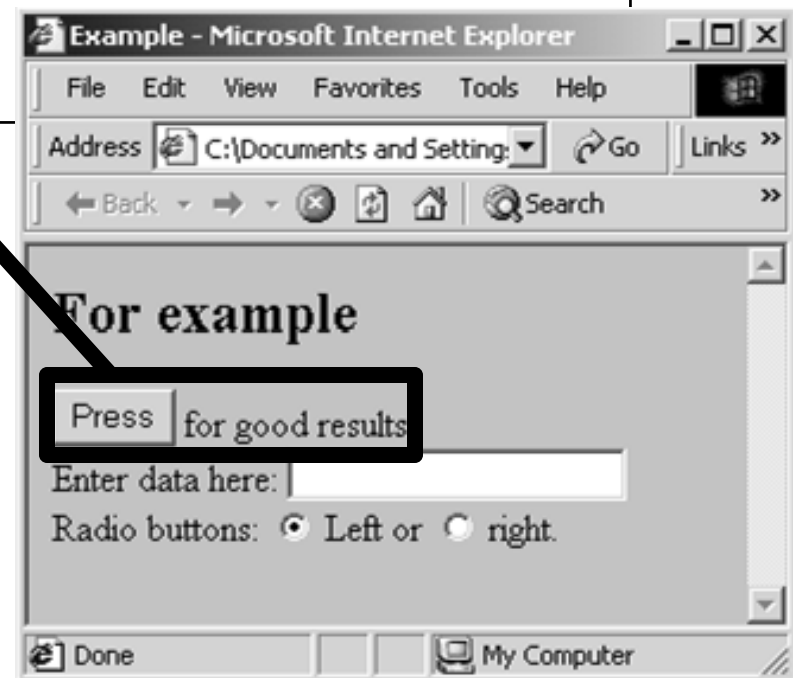 Example - Microsoft Internet Explorer
File Edit View Favorites Tools Help
Address C:\Documents and Setting: Go Links »
Back Search »
For example
Press for good results
Enter data here:
Radio buttons: Left or right.
Done My Computer